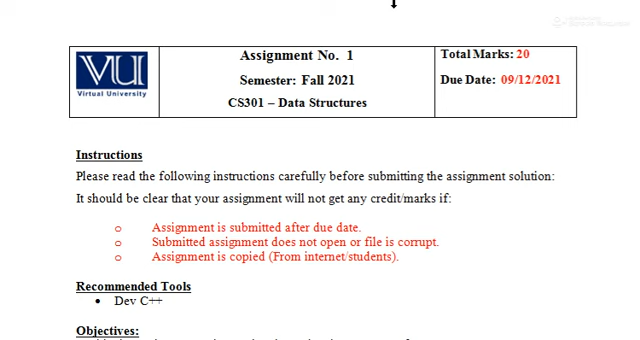 VU
Virtual University
Assignment No. 1
Semester: Fall 2021
CS301 – Data Structures
Total Marks: 20
Due Date: 09/12/2021
Instructions
Please read the following instructions carefully before submitting the assignment solution:
It should be clear that your assignment will not get any credit/marks if:
o Assignment is submitted after due date.
o Submitted assignment does not open or file is corrupt.
o Assignment is copied (From internet/students).
Recommended Tools
• Dev C++
Objectives: